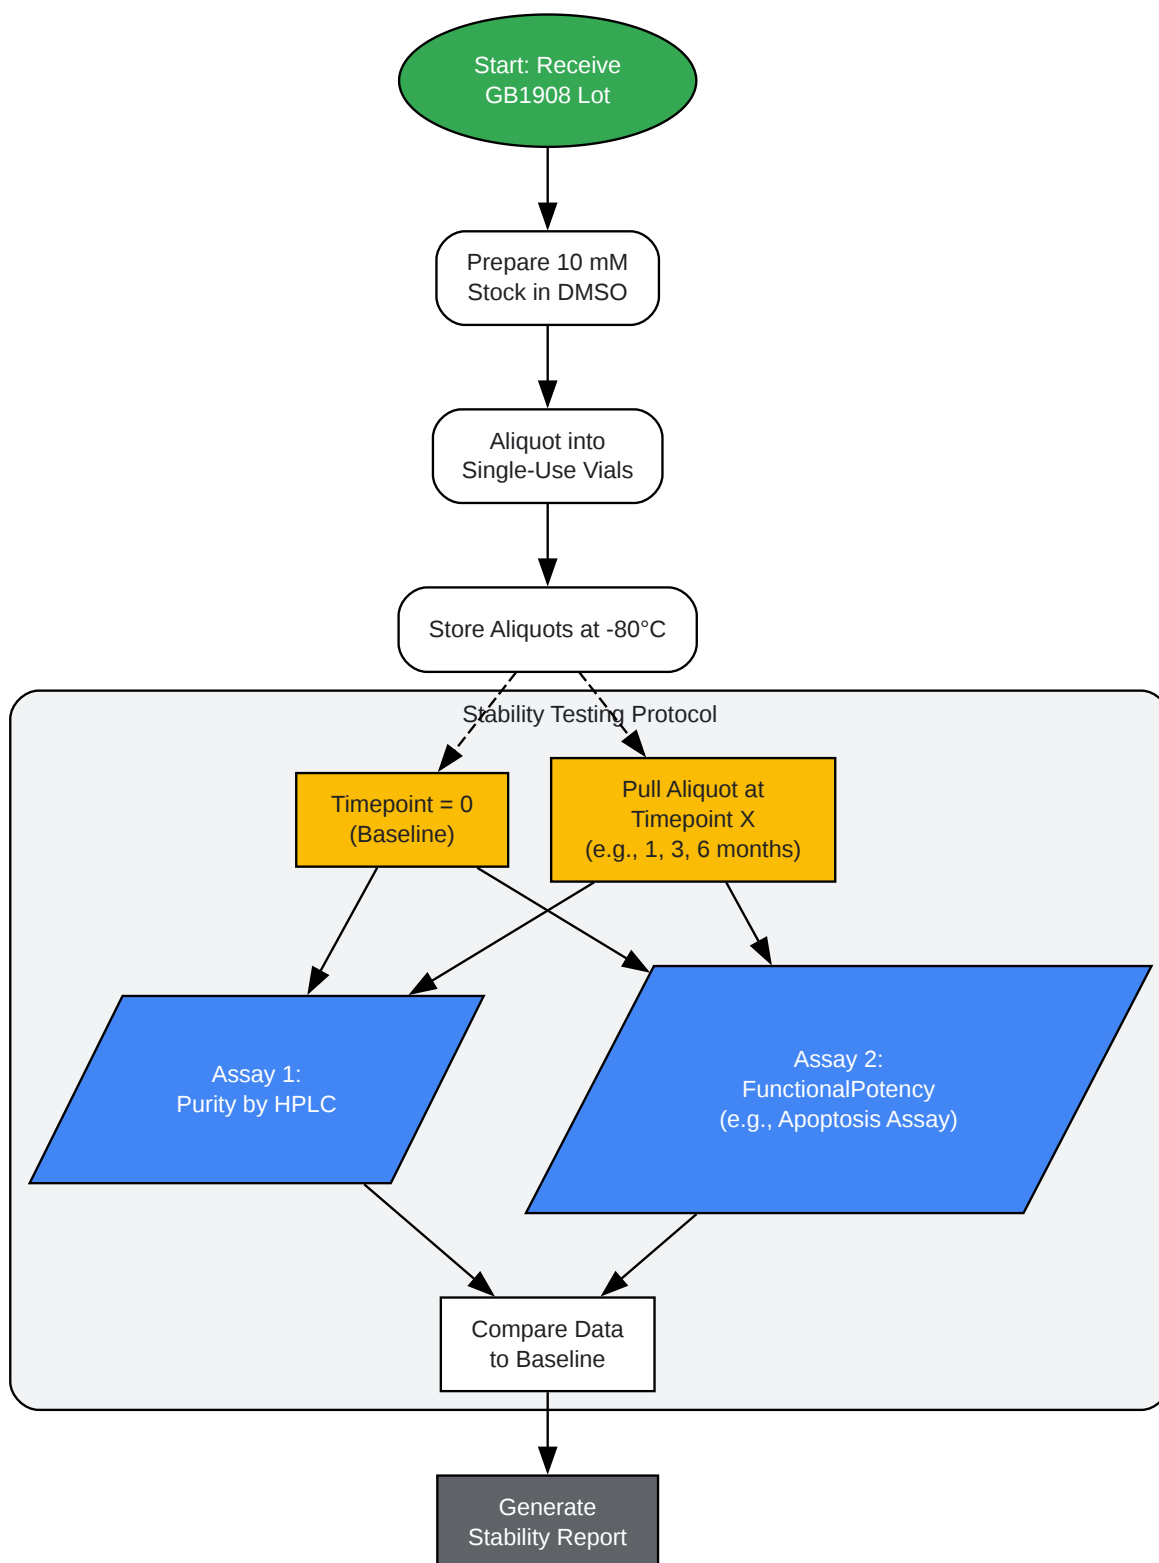 Start: Receive
GB1908 Lot
Prepare 10 mM
Stock in DMSO
Aliquot into
Single-Use Vials
Store Aliquots at -80°C
Stability Testing Protocol
Timepoint = 0
(Baseline)
Pull Aliquot at
Timepoint X
(e.g., 1, 3, 6 months)
Assay 1:
Purity by HPLC
Assay 2:
FunctionalPotency
(e.g., Apoptosis Assay)
Compare Data
to Baseline
Generate
Stability Report